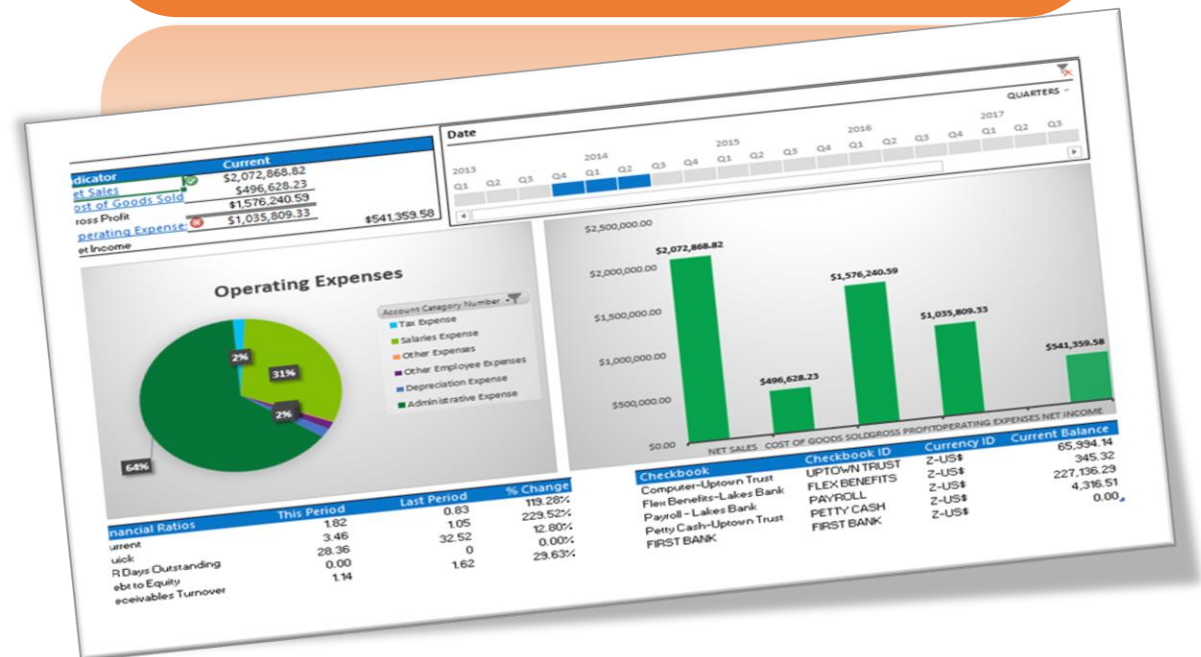 ndicator Current
et Sales $2,072,868.82
ost of Goods Sold $496,628.23
ross Profit $1,576,240.59
perating Expense: $1,035,809.33
et Income $541,359.58
Date
QUARTERS
2013 2014 2015 2016 2017
Q1 Q2 Q3 Q4 Q1 Q2 Q3 Q4 Q1 Q2 Q3 Q4 Q1 Q2 Q3 Q4 Q1 Q2 Q3
Operating Expenses
Account Category Number
Tax Expense
Salaries Expense
Other Expenses
Other Employee Expenses
Depreciation Expense
Administrative Expense
2%
31%
2%
64%
$2,500,000.00
$2,000,000.00
$1,500,000.00
$1,000,000.00
$500,000.00
$0.00
$2,072,868.82
$496,628.23
$1,576,240.59
$1,035,809.33
$541,359.58
NET SALES COST OF GOODS SOLD GROSS PROFIT OPERATING EXPENSES NET INCOME
nancial Ratios This Period Last Period % Change
urrent 1.82 0.83 119.28%
uick 3.46 1.05 229.52%
R Days Outstanding 28.36 32.52 12.80%
ebt to Equity 0.00 0 0.00%
eceivables Turnover 1.14 1.62 29.63%
Checkbook Checkbook ID Currency ID Current Balance
Computer-Uptown Trust UPTOWN TRUST Z-US$ 65,994.14
Flex Benefits-Lakes Bank FLEX BENEFITS Z-US$ 345.32
Payroll - Lakes Bank PAYROLL Z-US$ 227,136.29
Petty Cash-Uptown Trust PETTY CASH Z-US$ 4,316.51
FIRST BANK FIRST BANK Z-US$ 0.00